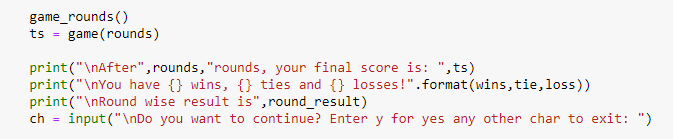 game_rounds()
ts = game(rounds)
print("\nAfter",rounds,"rounds, your final score is: ",ts)
print("\nYou have {} wins, {} ties and {} losses!".format(wins,tie,loss))
print("\nRound wise result is",round_result)
ch = input("\nDo you want to continue? Enter y for yes any other char to exit: ")